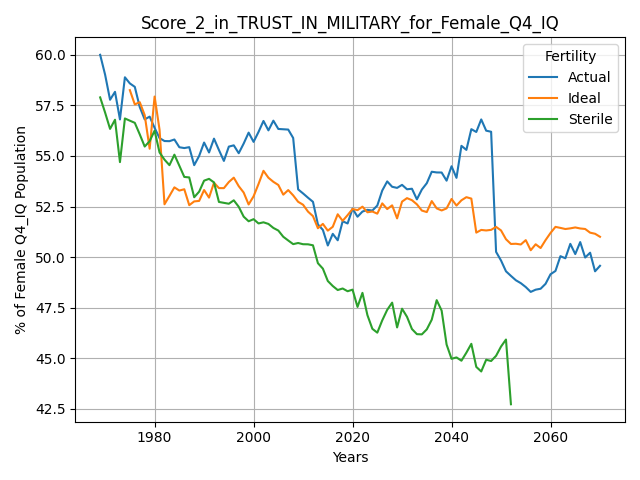 Score_2_in_TRUST_IN_MILITARY_for_Female_Q4_IQ
Fertility
Actual
Ideal
Sterile
% of Female Q4_IQ Population
60.0
57.5
55.0
52.5
50.0
47.5
45.0
42.5
1980 2000 2020 2040 2060
Years